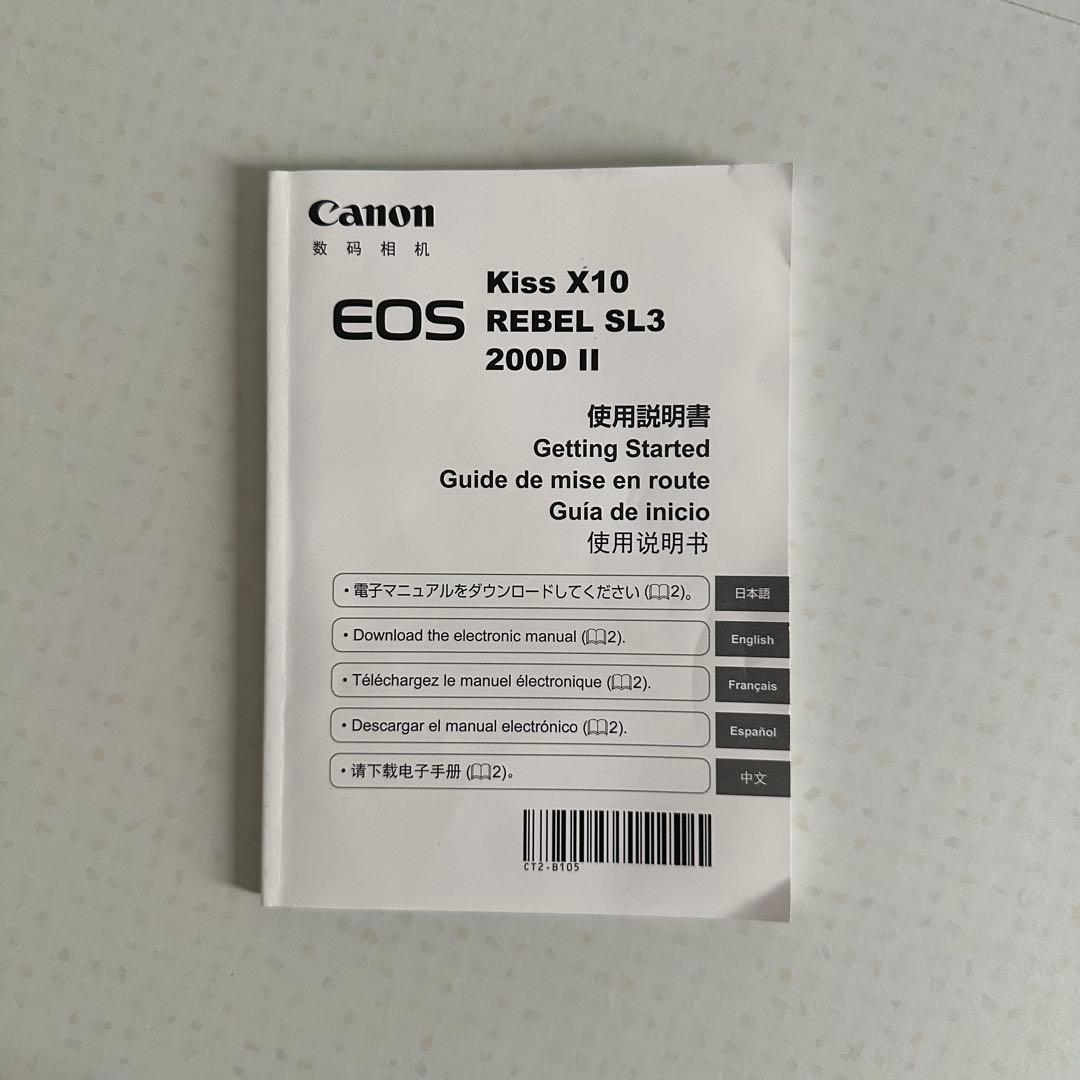 Canon
数码相机
EOS
Kiss X10
REBEL SL3
200D II
使用説明書
Getting Started
Guide de mise en route
Guía de inicio
使用说明书
・電子マニュアルをダウンロードしてください (📖2)。 日本語
• Download the electronic manual (📖2). English
• Téléchargez le manuel électronique (📖2). Français
• Descargar el manual electrónico (📖2). Español
• 请下载电子手册 (📖2)。 中文
CT2-B105